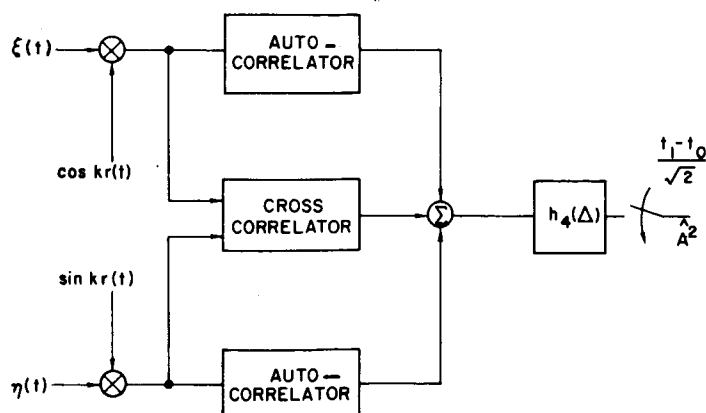 ξ(t)
AUTO-
CORRELATOR
cos kr(t)
CROSS
CORRELATOR
Σ
h₄(Δ)
t₁-t₀
√2
Â²
sin kr(t)
η(t)
AUTO-
CORRELATOR